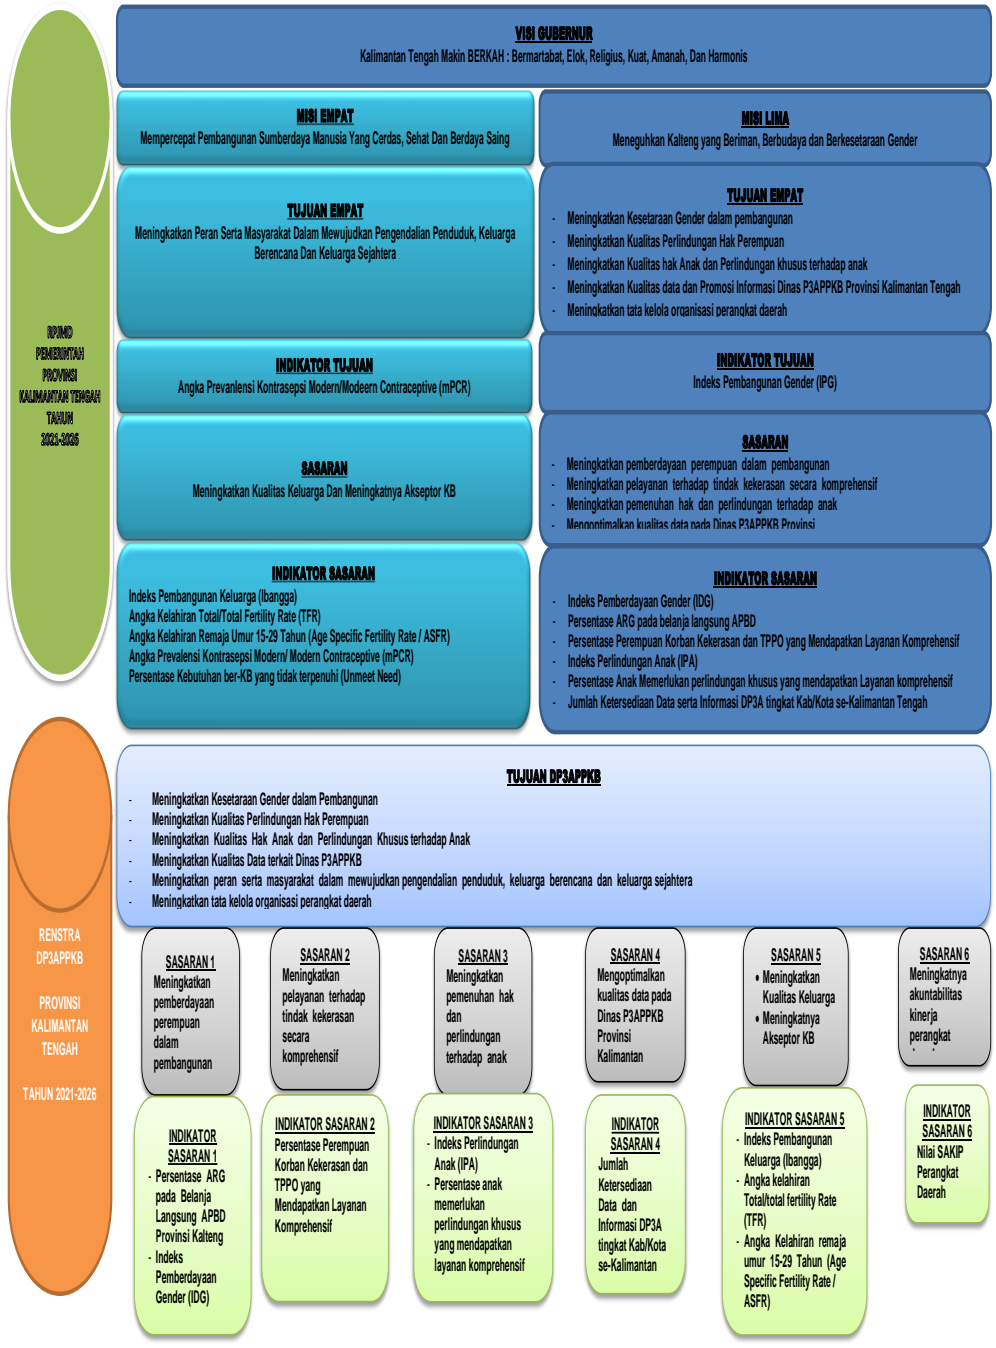 VISI GUBERNUR
Kalimantan Tengah Makin BERKAH : Bermartabat, Elok, Religius, Kuat, Amanah, Dan Harmonis
MISI EMPAT
Mempercepat Pembangunan Sumberdaya Manusia Yang Cerdas, Sehat Dan Berdaya Saing
MISI LIMA
Meneguhkan Kalteng yang Beriman, Berbudaya dan Berkesetaraan Gender
TUJUAN EMPAT
Meningkatkan Peran Serta Masyarakat Dalam Mewujudkan Pengendalian Penduduk, Keluarga
Berencana Dan Keluarga Sejahtera
TUJUAN EMPAT
- Meningkatkan Kesetaraan Gender dalam pembangunan
- Meningkatkan Kualitas Perlindungan Hak Perempuan
- Meningkatkan Kualitas hak Anak dan Perlindungan khusus terhadap anak
- Meningkatkan Kualitas data dan Promosi Informasi Dinas P3APPKB Provinsi Kalimantan Tengah
- Meningkatkan tata kelola organisasi perangkat daerah
RPJMD
PEMERINTAH
PROVINSI
KALIMANTAN TENGAH
TAHUN
2021-2026
INDIKATOR TUJUAN
Angka Prevanlensi Kontrasepsi Modern/Modeern Contraceptive (mPCR)
INDIKATOR TUJUAN
Indeks Pembangunan Gender (IPG)
SASARAN
Meningkatkan Kualitas Keluarga Dan Meningkatnya Akseptor KB
SASARAN
- Meningkatkan pemberdayaan perempuan dalam pembangunan
- Meningkatkan pelayanan terhadap tindak kekerasan secara komprehensif
- Meningkatkan pemenuhan hak dan perlindungan terhadap anak
- Mengoptimalkan kualitas data pada Dinas P3APPKB Provinsi
INDIKATOR SASARAN
Indeks Pembangunan Keluarga (Ibangga)
Angka Kelahiran Total/Total Fertility Rate (TFR)
Angka Kelahiran Remaja Umur 15-29 Tahun (Age Specific Fertility Rate / ASFR)
Angka Prevalensi Kontrasepsi Modern/ Modern Contraceptive (mPCR)
Persentase Kebutuhan ber-KB yang tidak terpenuhi (Unmeet Need)
INDIKATOR SASARAN
- Indeks Pemberdayaan Gender (IDG)
- Persentase ARG pada belanja langsung APBD
- Persentase Perempuan Korban Kekerasan dan TPPO yang Mendapatkan Layanan Komprehensif
- Indeks Perlindungan Anak (IPA)
- Persentase Anak Memerlukan perlindungan khusus yang mendapatkan Layanan komprehensif
- Jumlah Ketersediaan Data serta Informasi DP3A tingkat Kab/Kota se-Kalimantan Tengah
TUJUAN DP3APPKB
- Meningkatkan Kesetaraan Gender dalam Pembangunan
- Meningkatkan Kualitas Perlindungan Hak Perempuan
- Meningkatkan Kualitas Hak Anak dan Perlindungan Khusus terhadap Anak
- Meningkatkan Kualitas Data terkait Dinas P3APPKB
- Meningkatkan peran serta masyarakat dalam mewujudkan pengendalian penduduk, keluarga berencana dan keluarga sejahtera
- Meningkatkan tata kelola organisasi perangkat daerah
RENSTRA
DP3APPKB
PROVINSI
KALIMANTAN
TENGAH
TAHUN 2021-2026
SASARAN 1
Meningkatkan
pemberdayaan
perempuan
dalam
pembangunan
SASARAN 2
Meningkatkan
pelayanan terhadap
tindak kekerasan
secara
komprehensif
SASARAN 3
Meningkatkan
pemenuhan hak
dan
perlindungan
terhadap anak
SASARAN 4
Mengoptimalkan
kualitas data pada
Dinas P3APPKB
Provinsi
Kalimantan
SASARAN 5
• Meningkatkan
Kualitas Keluarga
• Meningkatnya
Akseptor KB
SASARAN 6
Meningkatnya
akuntabilitas
kinerja
perangkat
INDIKATOR
SASARAN 1
- Persentase ARG
pada Belanja
Langsung APBD
Provinsi Kalteng
- Indeks
Pemberdayaan
Gender (IDG)
INDIKATOR SASARAN 2
Persentase Perempuan
Korban Kekerasan dan
TPPO yang
Mendapatkan Layanan
Komprehensif
INDIKATOR SASARAN 3
- Indeks Perlindungan
Anak (IPA)
- Persentase anak
memerlukan
perlindungan khusus
yang mendapatkan
layanan komprehensif
INDIKATOR
SASARAN 4
Jumlah
Ketersediaan
Data dan
Informasi DP3A
tingkat Kab/Kota
se-Kalimantan
INDIKATOR SASARAN 5
- Indeks Pembangunan
Keluarga (Ibangga)
- Angka kelahiran
Total/total fertility Rate
(TFR)
- Angka Kelahiran remaja
umur 15-29 Tahun (Age
Specific Fertility Rate /
ASFR)
INDIKATOR
SASARAN 6
Nilai SAKIP
Perangkat
Daerah